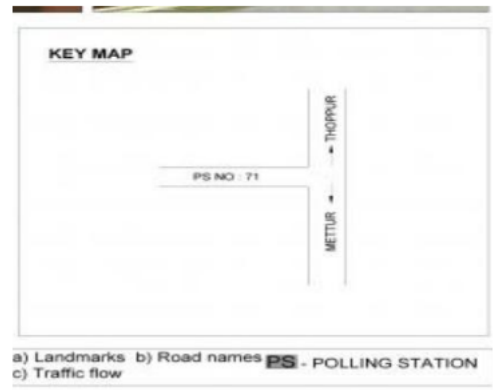 KEY MAP
THOPPUR
PS NO : 71
METTUR
a) Landmarks b) Road names PS - POLLING STATION
c) Traffic flow